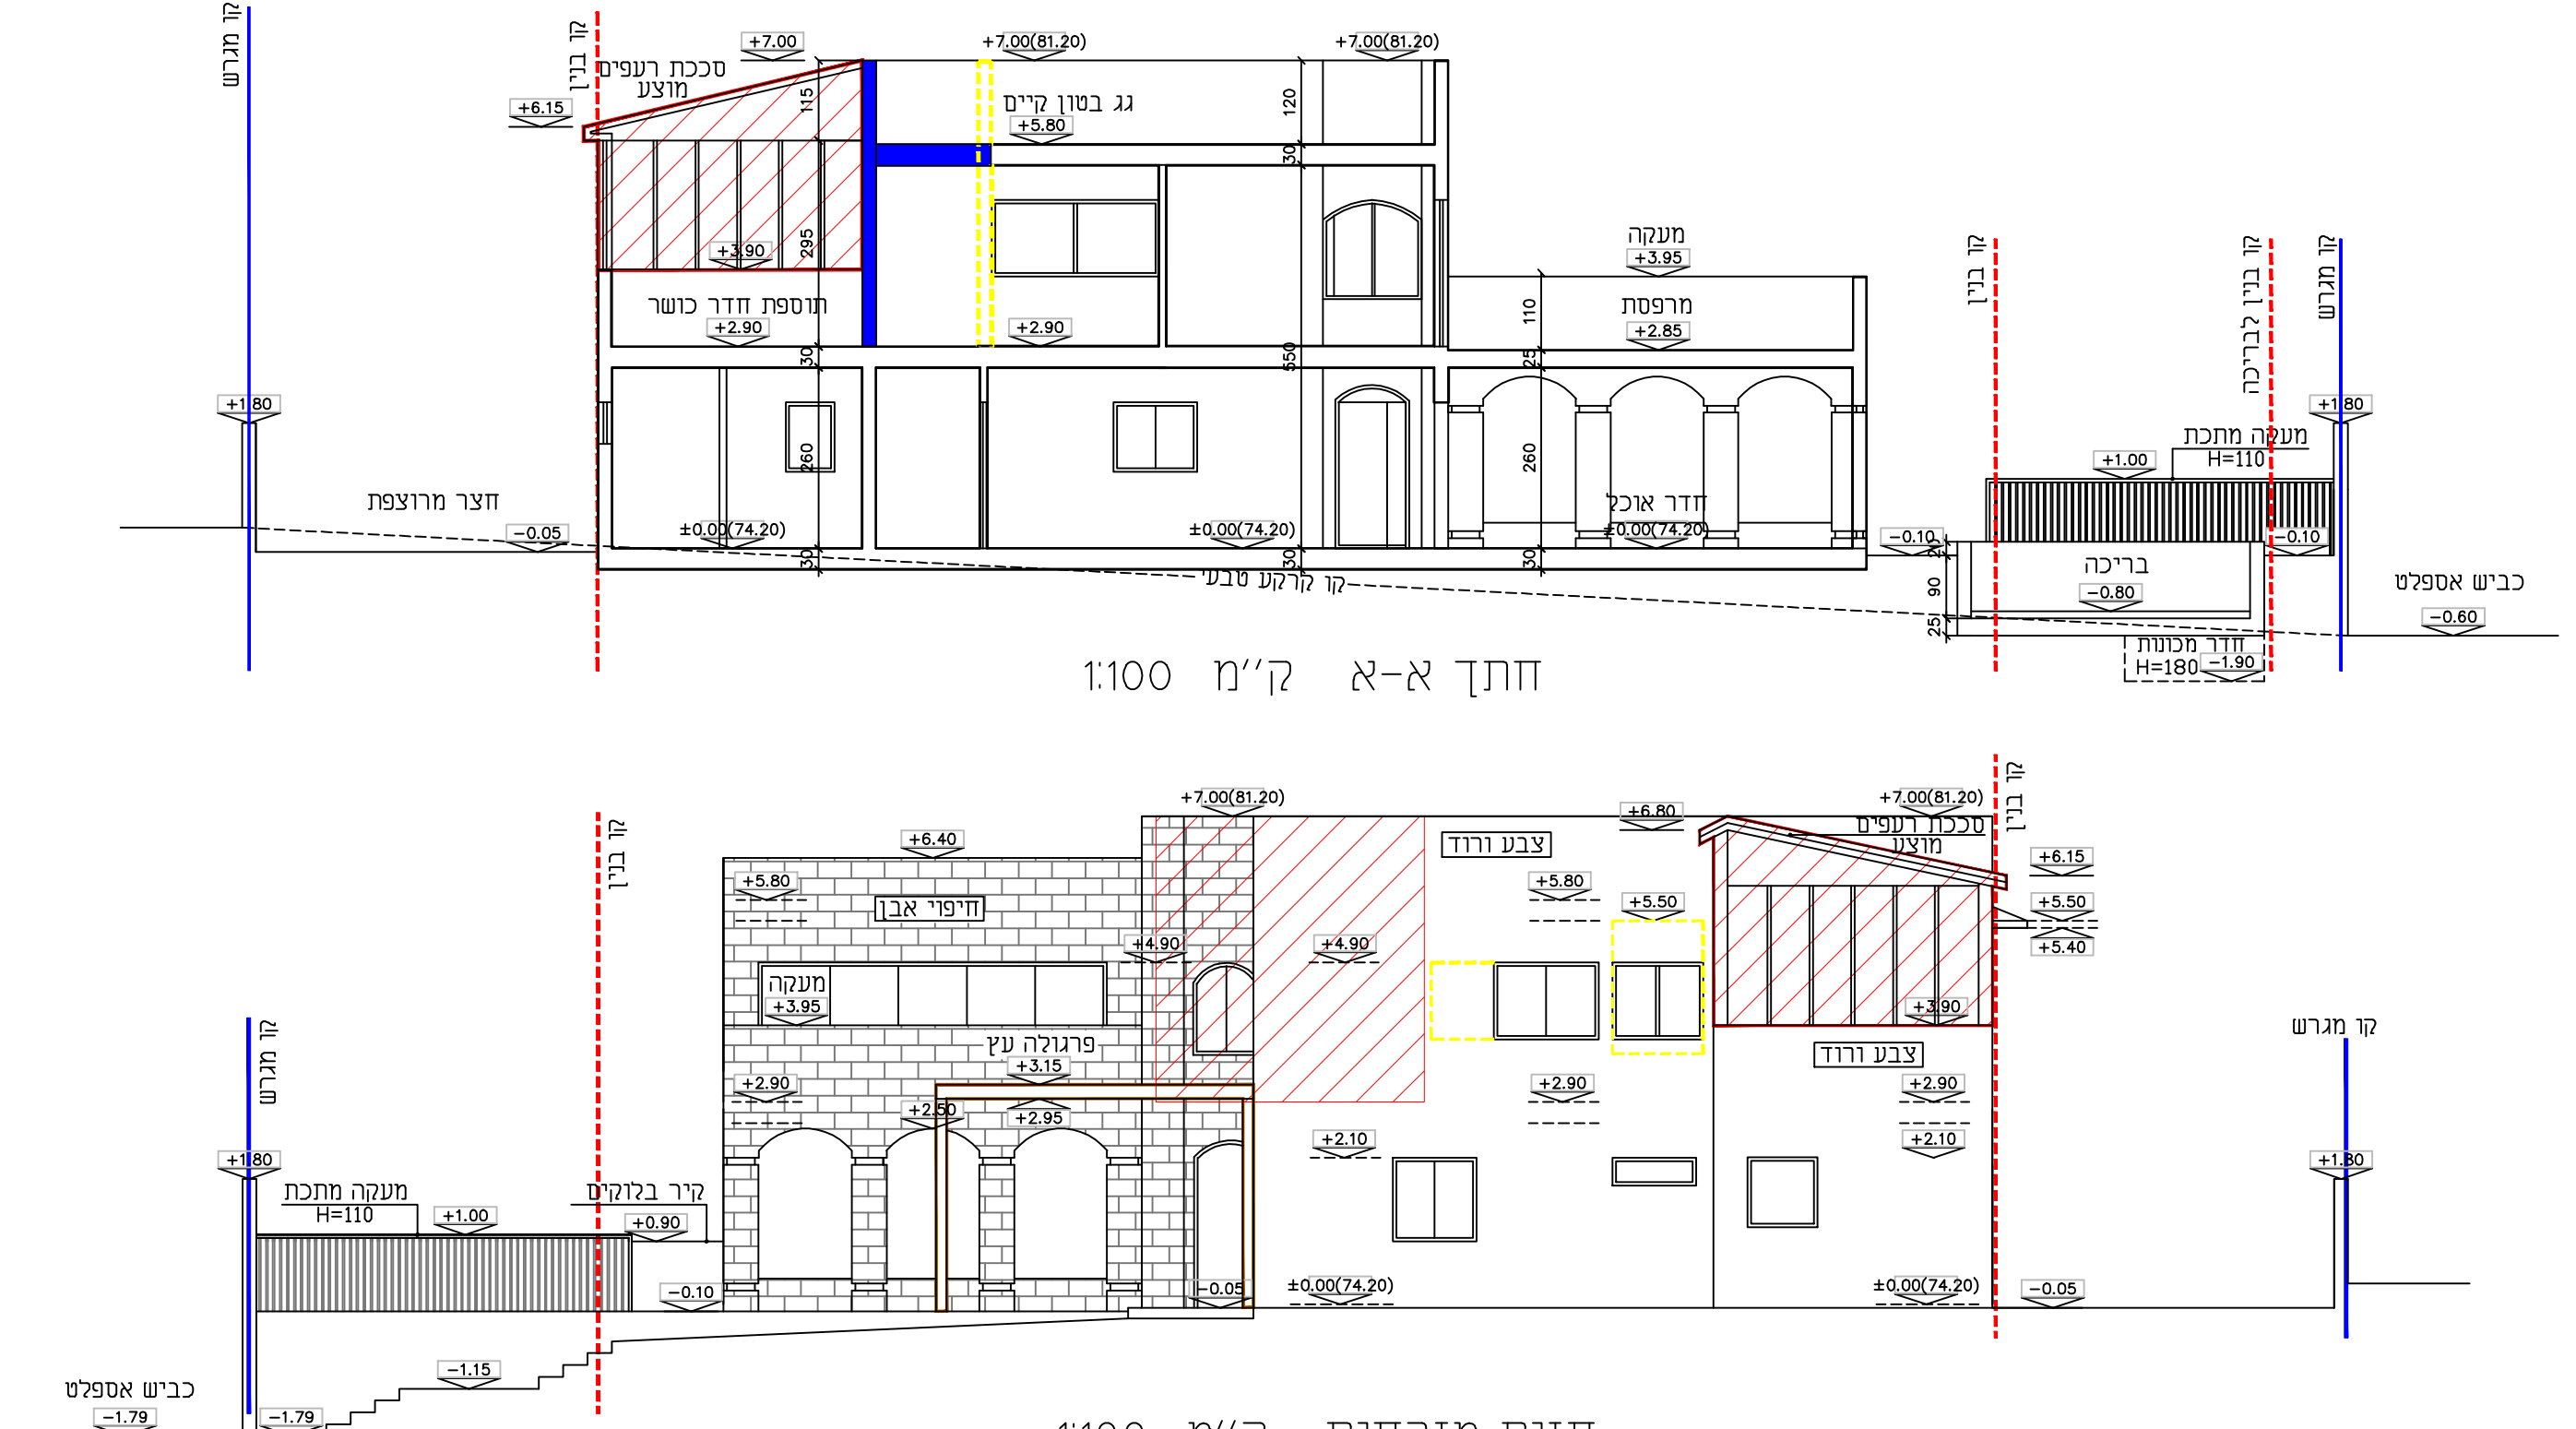 קו מגרש
קו בנין
סככת רעפים
מוצע
+7.00
+7.00(81.20)
+7.00(81.20)
+6.15
115
120
גג בטון קיים
+5.80
30
+3.90
295
תוספת חדר כושר
+2.90
+2.90
מעקה
+3.95
מרפסת
+2.85
110
קו בנין
קו בנין לבריכה
קו מגרש
30
550
25
+1.80
+1.80
מעקה מתכת
H=110
+1.00
260
260
חצר מרוצפת
-0.05
±0.00(74.20)
±0.00(74.20)
חדר אוכל
±0.00(74.20)
-0.10
-0.10
30
30
30
25
90
25
בריכה
-0.80
קו קרקע טבעי
כביש אספלט
-0.60
חדר מכונות
H=180
-1.90
חתך א-א ק"מ 1:100
קו בנין
קו בנין
+7.00(81.20)
+6.80
+7.00(81.20)
סככת רעפים
מוצע
+6.40
צבע ורוד
+6.15
+5.80
חיפוי אבן
+5.80
+5.50
+5.50
+5.40
+4.90
+4.90
מעקה
+3.95
+3.90
קו מגרש
קו מגרש
פרגולה עץ
+3.15
צבע ורוד
+2.90
+2.50
+2.95
+2.90
+2.90
+2.10
+2.10
+1.80
+1.80
מעקה מתכת
H=110
+1.00
קיר בלוקים
+0.90
-0.10
-0.05
±0.00(74.20)
±0.00(74.20)
-0.05
-1.15
כביש אספלט
-1.79
-1.79